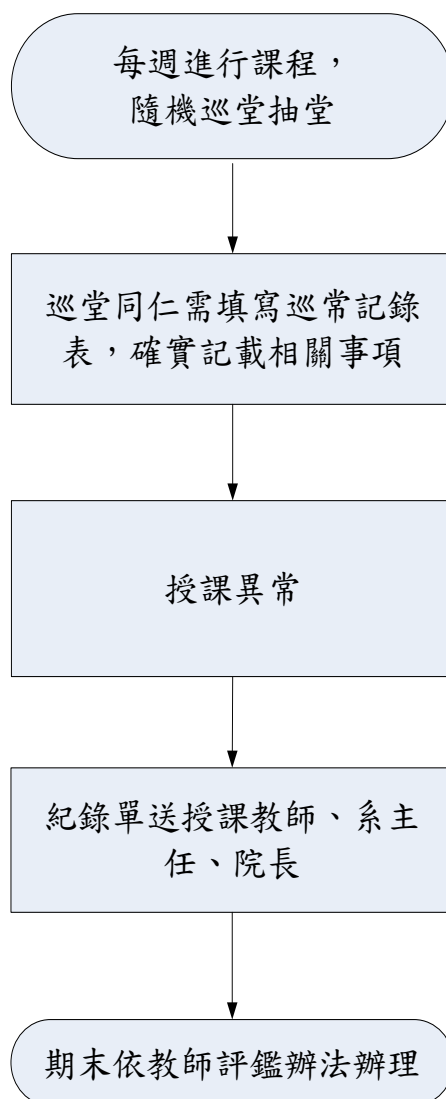 每週進行課程，
隨機巡堂抽堂
巡堂同仁需填寫巡常記錄
表，確實記載相關事項
授課異常
紀錄單送授課教師、系主
任、院長
期末依教師評鑑辦法辦理